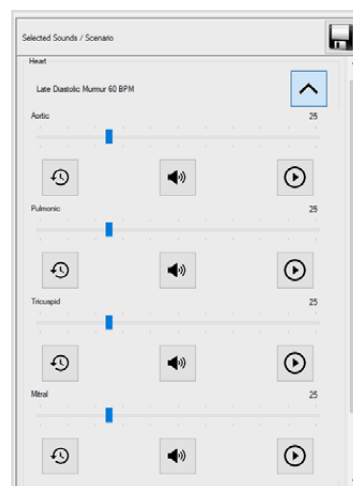 Selected Sounds / Scenario
Heart
Late Diastolic Murmur 60 BPM
Aortic 25
Pulmonic 25
Tricuspid 25
Mitral 25